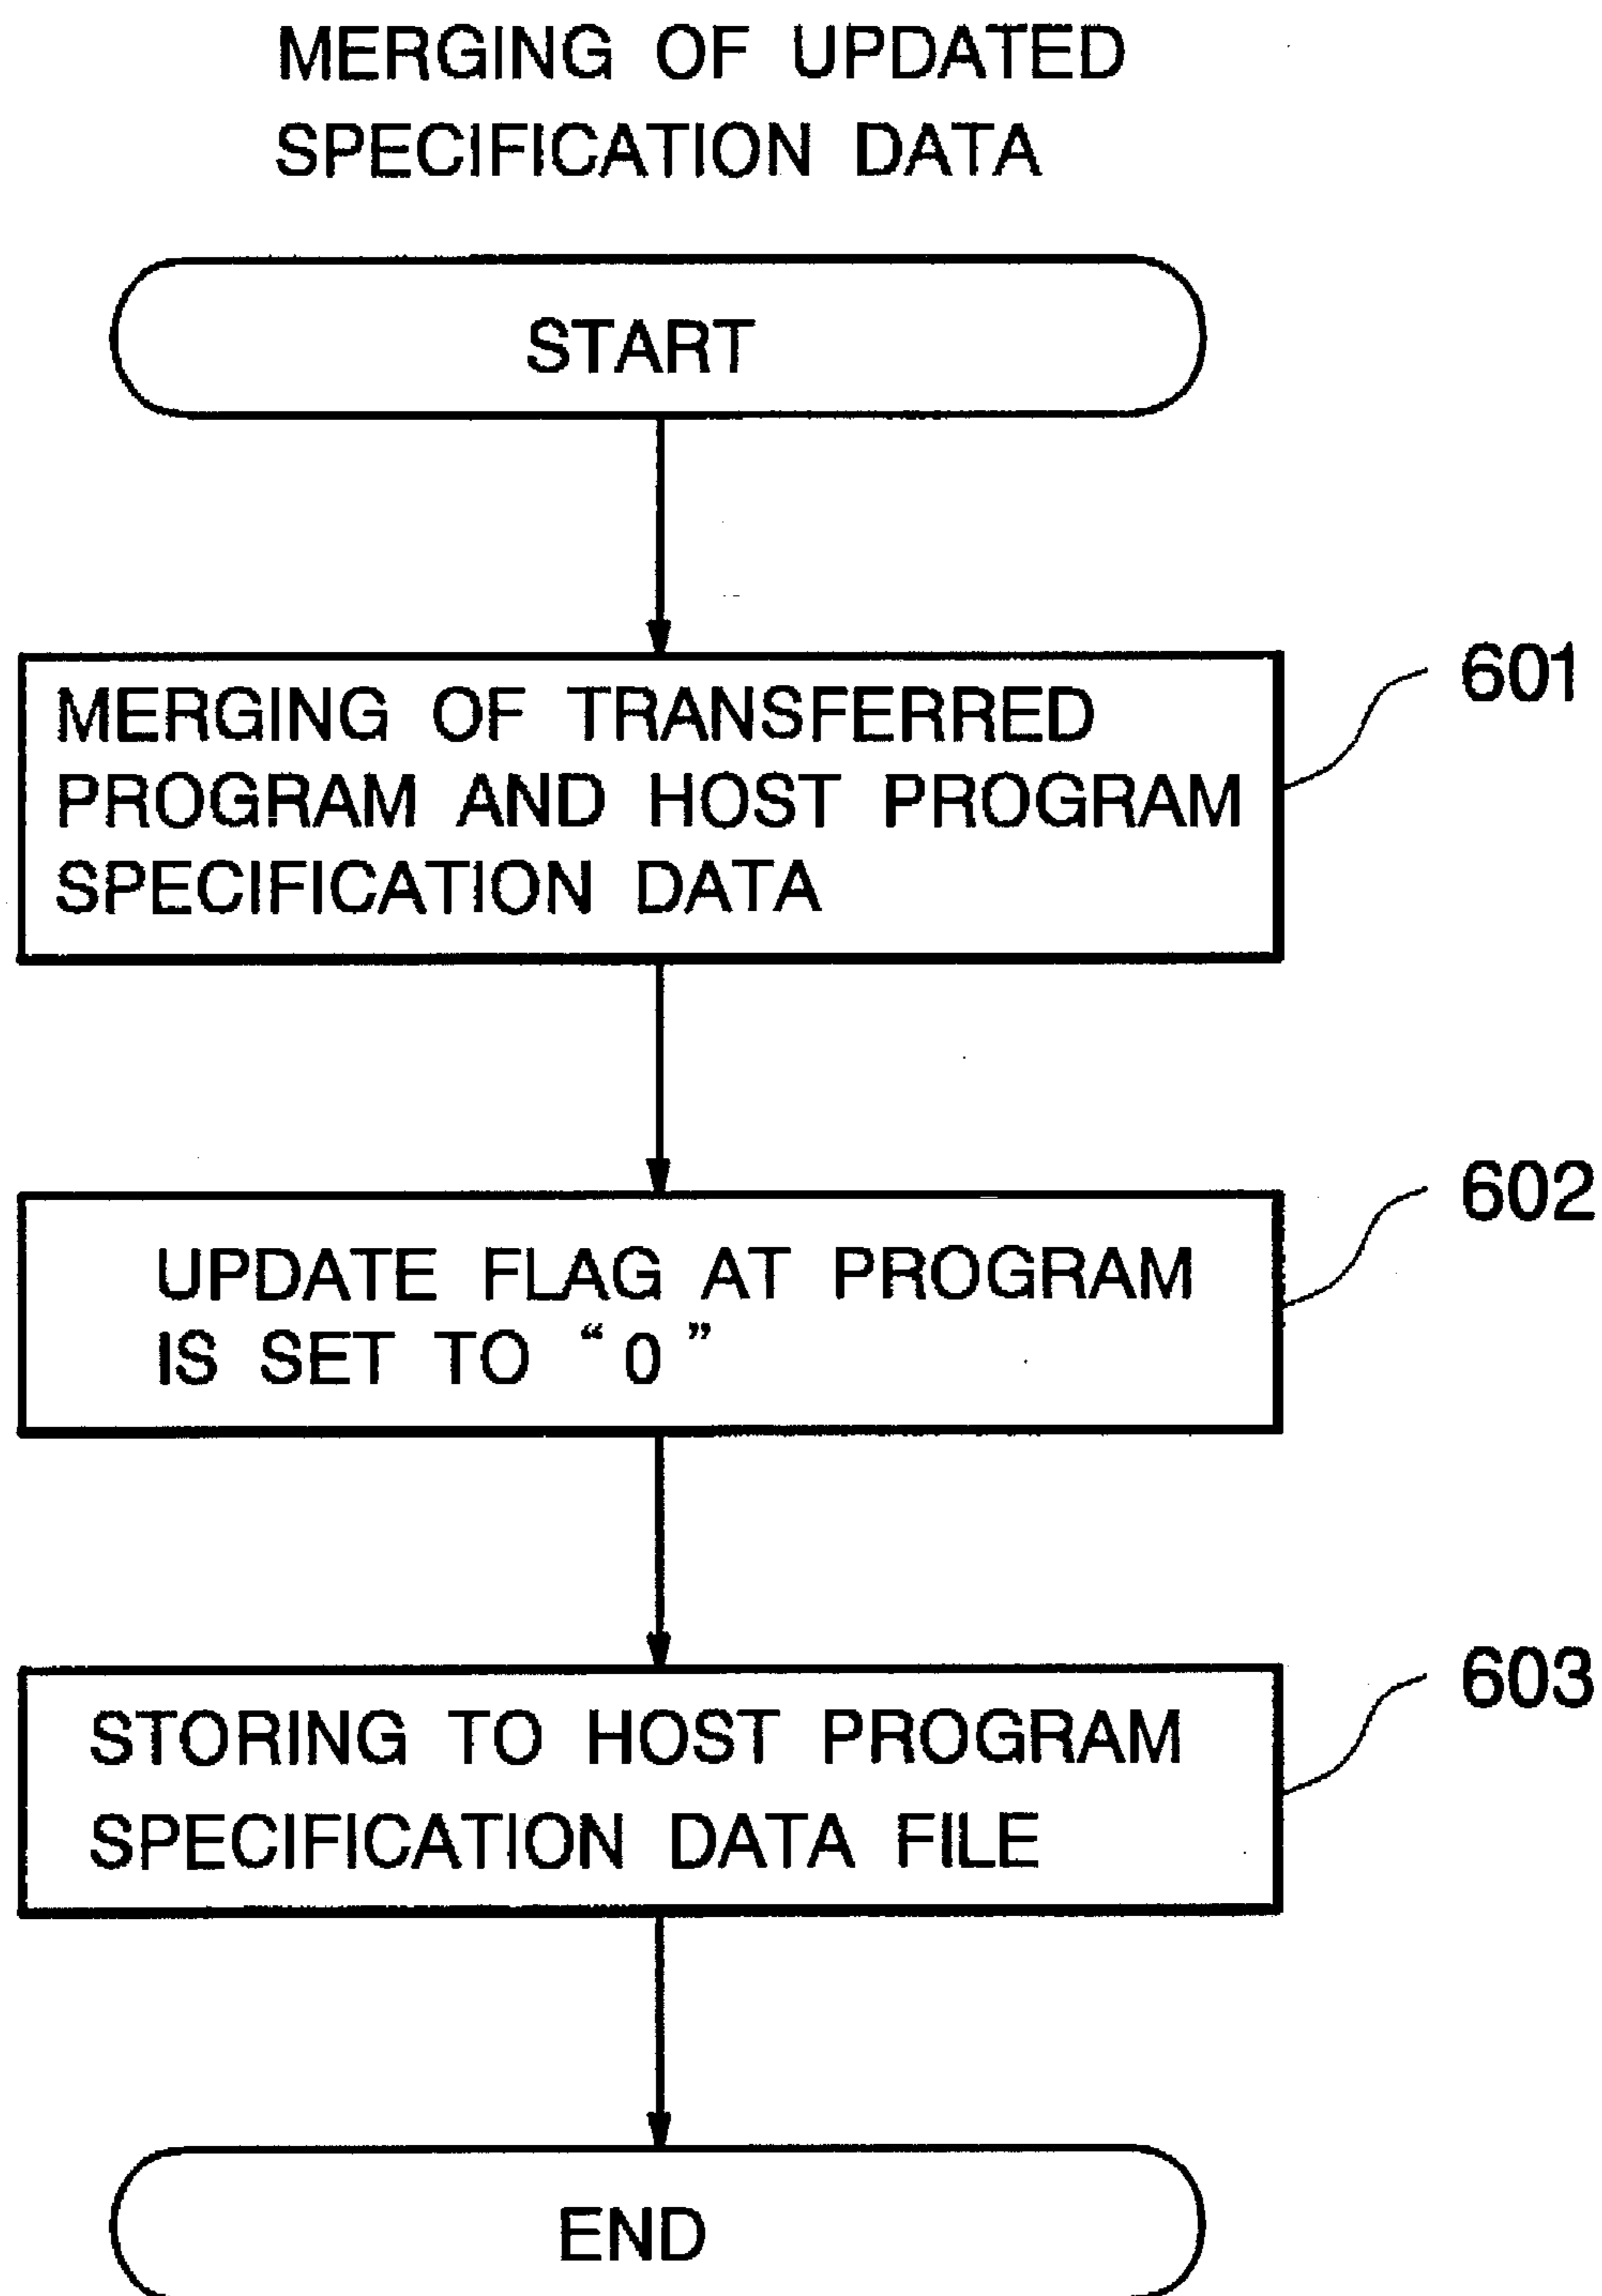 MERGING OF UPDATED
SPECIFICATION DATA
START
MERGING OF TRANSFERRED
PROGRAM AND HOST PROGRAM
SPECIFICATION DATA
601
UPDATE FLAG AT PROGRAM
IS SET TO “0”
602
STORING TO HOST PROGRAM
SPECIFICATION DATA FILE
603
END